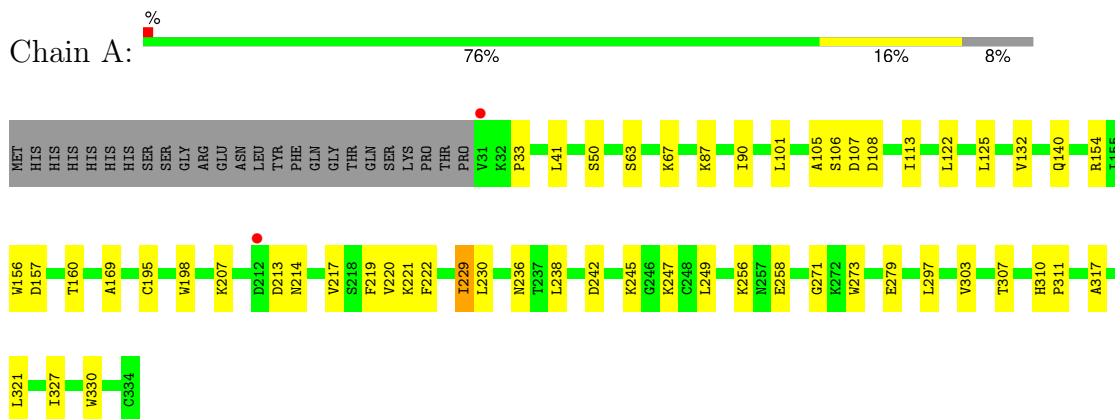 %
Chain A:
76% 16% 8%
MET HIS HIS HIS HIS HIS HIS SER SER GLY ARG GLU ASN LEU TYR PHE GLN GLY THR GLN SER LYS PRO THR PRO V31 K32 P33 L41 S50 S63 K67 K87 I90 L101 A105 S106 D107 D108 I113 L122 L125 V132 Q140 R154 I155
W156 D157 T160 A169 C195 W198 K207 D212 D213 N214 V217 S218 F219 V220 K221 F222 I229 L230 N236 T237 L238 D242 K245 G246 K247 C248 L249 K256 N257 E258 G271 K272 W273 E279 L297 V303 T307 H310 P311 A317
L321 I327 W330 C334